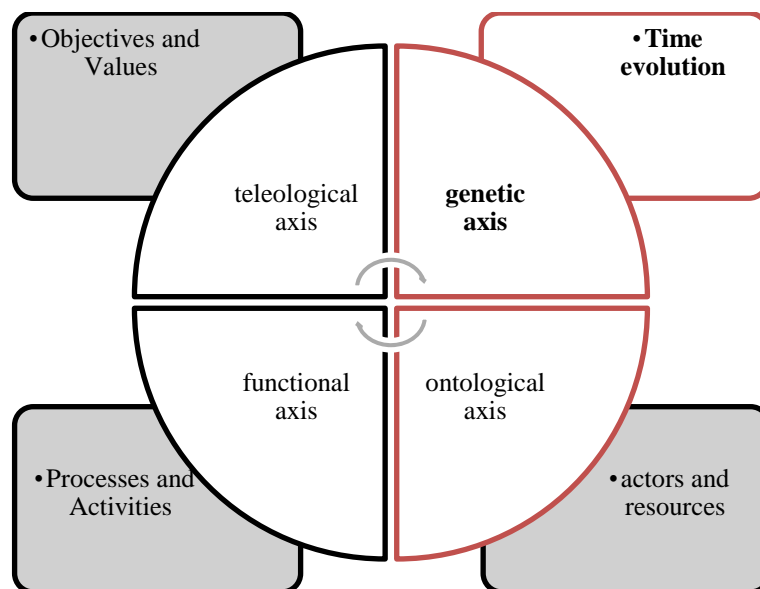 •Objectives and
Values
•Time
evolution
teleological
axis
genetic
axis
functional
axis
ontological
axis
•Processes and
Activities
•actors and
resources